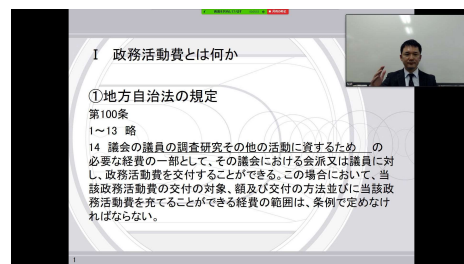 Ⅰ 政務活動費とは何か
①地方自治法の規定
第100条
1～13 略
14 議会の議員の調査研究その他の活動に資するため の
必要な経費の一部として、その議会における会派又は議員に対
し、政務活動費を交付することができる。この場合において、当
該政務活動費の交付の対象、額及び交付の方法並びに当該政
務活動費を充てることができる経費の範囲は、条例で定めなけ
ればならない。
1